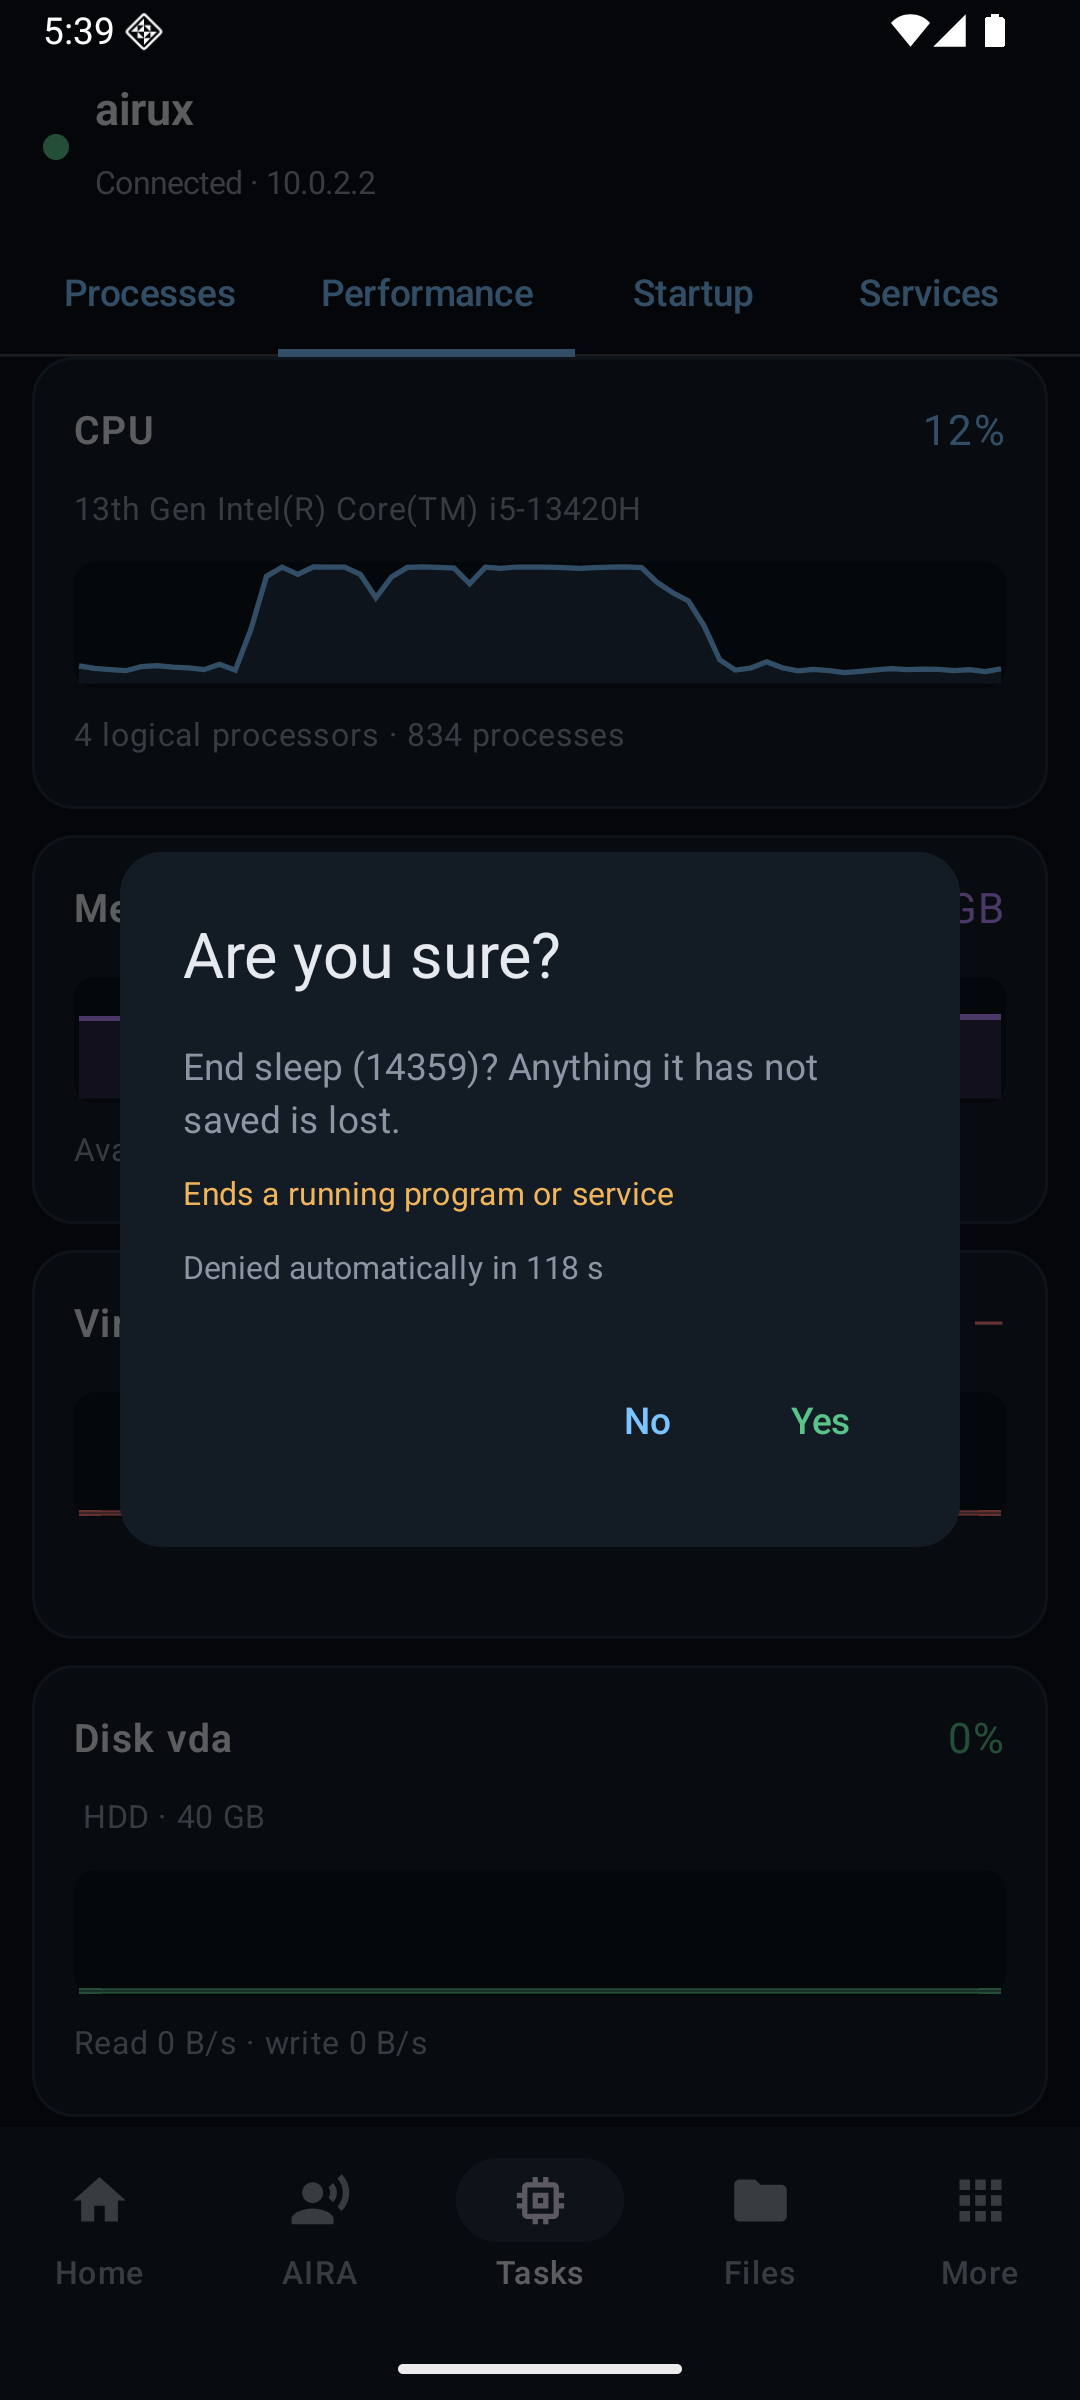 5:39
airux
Connected · 10.0.2.2
Processes Performance Startup Services
CPU 12%
13th Gen Intel(R) Core(TM) i5-13420H
4 logical processors · 834 processes
Are you sure?
End sleep (14359)? Anything it has not
saved is lost.
Ends a running program or service
Denied automatically in 118 s
No Yes
Disk vda 0%
HDD · 40 GB
Read 0 B/s · write 0 B/s
Home AIRA Tasks Files More